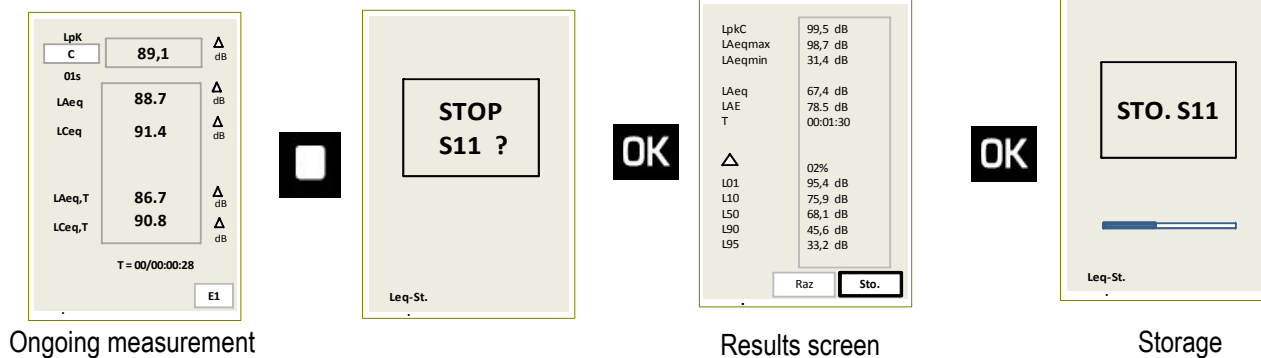 LpK
C 89,1 Δ dB
01s
LAeq 88.7 Δ dB
LCeq 91.4 Δ dB
LAeq,T 86.7 Δ dB
LCeq,T 90.8 Δ dB
T = 00/00:00:28
E1
Ongoing measurement
STOP
S11 ?
Leq-St.
OK
LpkC 99,5 dB
LAeqmax 98,7 dB
LAeqmin 31,4 dB
LAeq 67,4 dB
LAE 78.5 dB
T 00:01:30
△ 02%
L01 95,4 dB
L10 75,9 dB
L50 68,1 dB
L90 45,6 dB
L95 33,2 dB
Raz Sto.
Results screen
OK
STO. S11
Leq-St.
Storage